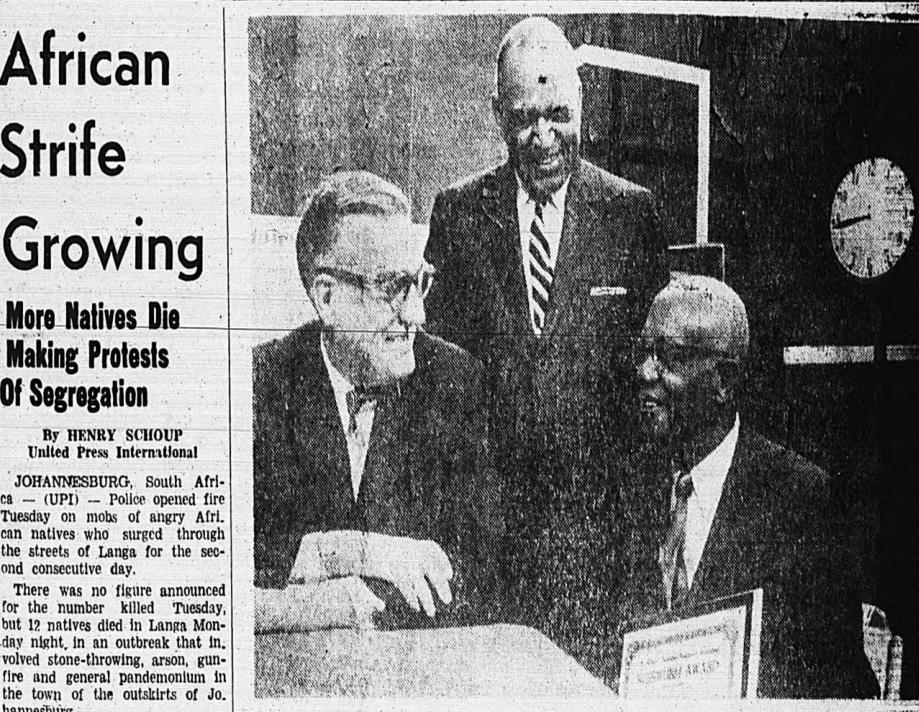 African
Strife
Growing
More Natives Die
Making Protests
Of Segregation
By HENRY SCHOUP
United Press International
JOHANNESBURG, South Afri-
ca — (UPI) — Police opened fire
Tuesday on mobs of angry Afri.
can natives who surged through
the streets of Langa for the sec-
ond consecutive day.
There was no figure announced
for the number killed Tuesday,
but 12 natives died in Langa Mon-
day night, in an outbreak that in.
volved stone-throwing, arson, gun-
fire and general pandemonium in
the town of the outskirts of Jo.
hannesburg.
AWARD